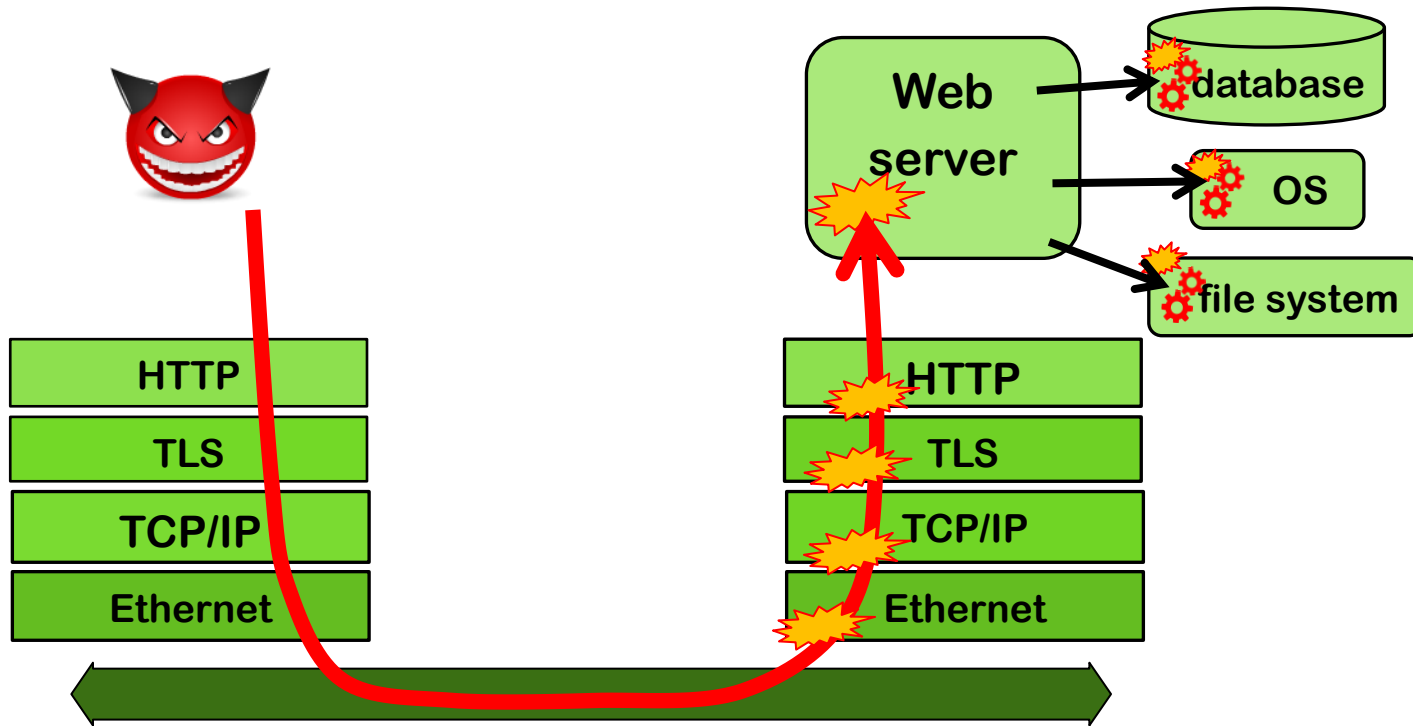 Web
server
database
OS
file system
HTTP
TLS
TCP/IP
Ethernet
HTTP
TLS
TCP/IP
Ethernet